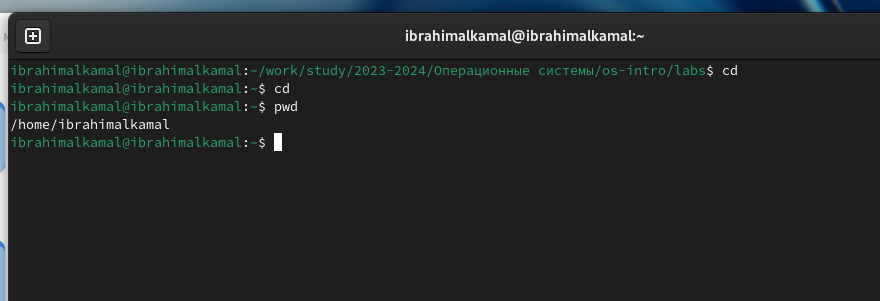 ibrahimalkamal@ibrahimalkamal:~
ibrahimalkamal@ibrahimalkamal:~/work/study/2023-2024/Операционные системы/os-intro/labs$ cd
ibrahimalkamal@ibrahimalkamal:~$ cd
ibrahimalkamal@ibrahimalkamal:~$ pwd
/home/ibrahimalkamal
ibrahimalkamal@ibrahimalkamal:~$